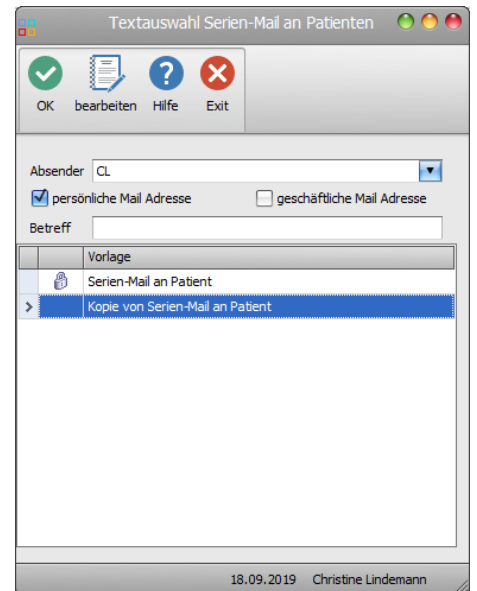 Textauswahl Serien-Mail an Patienten
OK bearbeiten Hilfe Exit
Absender CL
persönliche Mail Adresse geschäftliche Mail Adresse
Betreff
Vorlage
Serien-Mail an Patient
Kopie von Serien-Mail an Patient
18.09.2019 Christine Lindemann